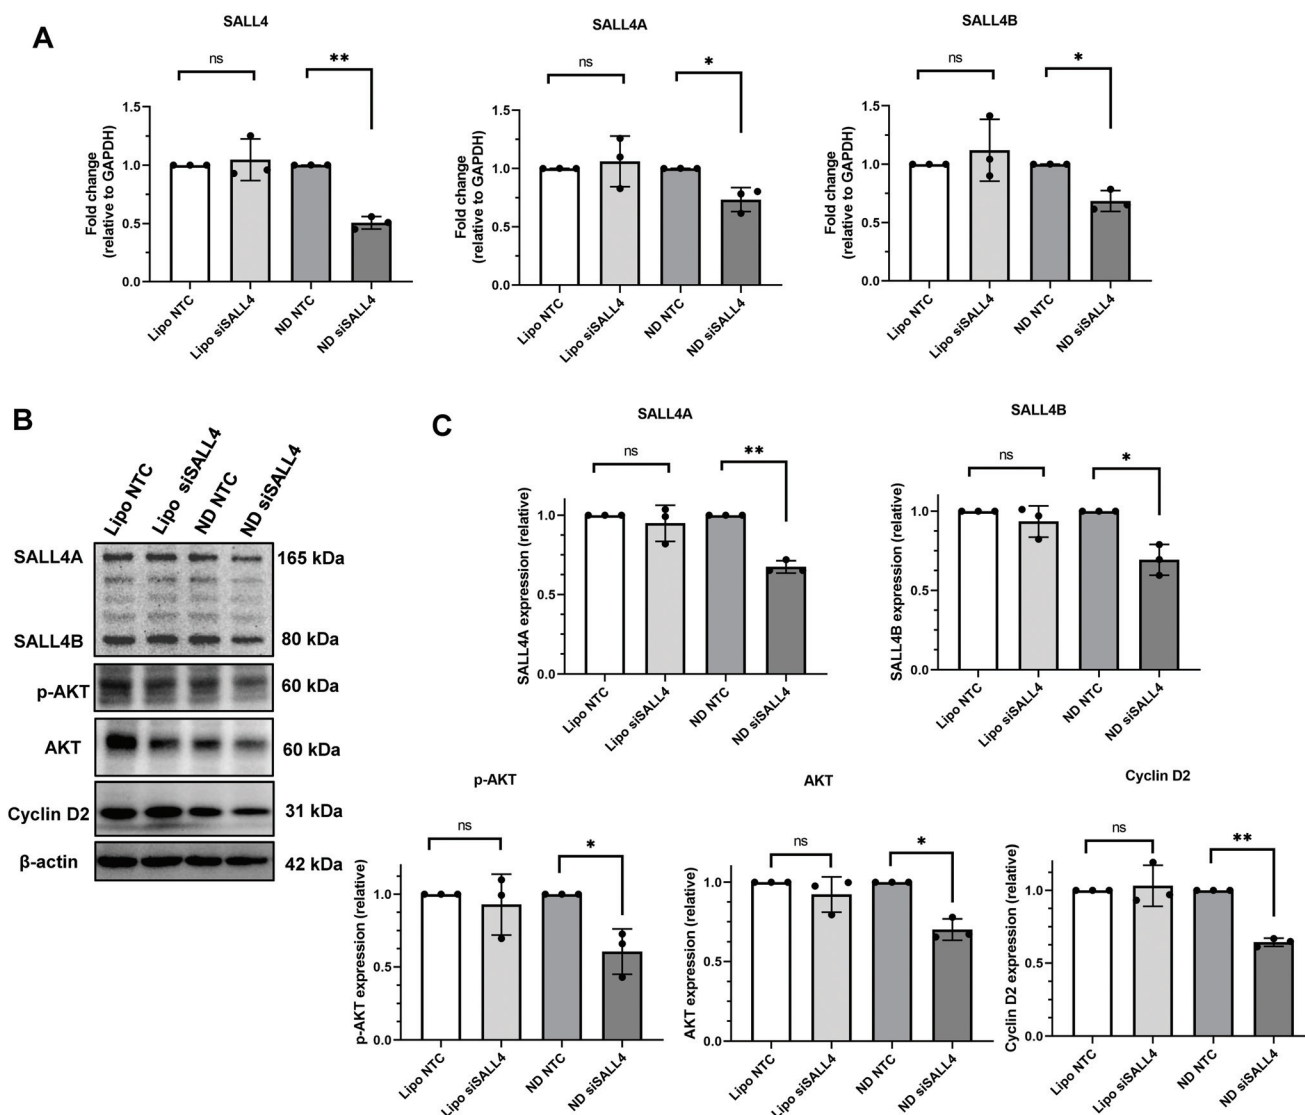 A
SALL4
ns
**
Fold change
(relative to GAPDH)
1.5
1.0
0.5
0.0
Lipo NTC
Lipo siSALL4
ND NTC
ND siSALL4
SALL4A
ns
*
Fold change
(relative to GAPDH)
1.5
1.0
0.5
0.0
Lipo NTC
Lipo siSALL4
ND NTC
ND siSALL4
SALL4B
ns
*
Fold change
(relative to GAPDH)
1.5
1.0
0.5
0.0
Lipo NTC
Lipo siSALL4
ND NTC
ND siSALL4
B
Lipo NTC
Lipo siSALL4
ND NTC
ND siSALL4
SALL4A 165 kDa
SALL4B 80 kDa
p-AKT 60 kDa
AKT 60 kDa
Cyclin D2 31 kDa
β-actin 42 kDa
C
SALL4A
ns
**
SALL4A expression (relative)
1.0
0.5
0.0
Lipo NTC
Lipo siSALL4
ND NTC
ND siSALL4
SALL4B
ns
*
SALL4B expression (relative)
1.0
0.5
0.0
Lipo NTC
Lipo siSALL4
ND NTC
ND siSALL4
p-AKT
ns
*
p-AKT expression (relative)
1.0
0.5
0.0
Lipo NTC
Lipo siSALL4
ND NTC
ND siSALL4
AKT
ns
*
AKT expression (relative)
1.0
0.5
0.0
Lipo NTC
Lipo siSALL4
ND NTC
ND siSALL4
Cyclin D2
ns
**
Cyclin D2 expression (relative)
1.0
0.5
0.0
Lipo NTC
Lipo siSALL4
ND NTC
ND siSALL4